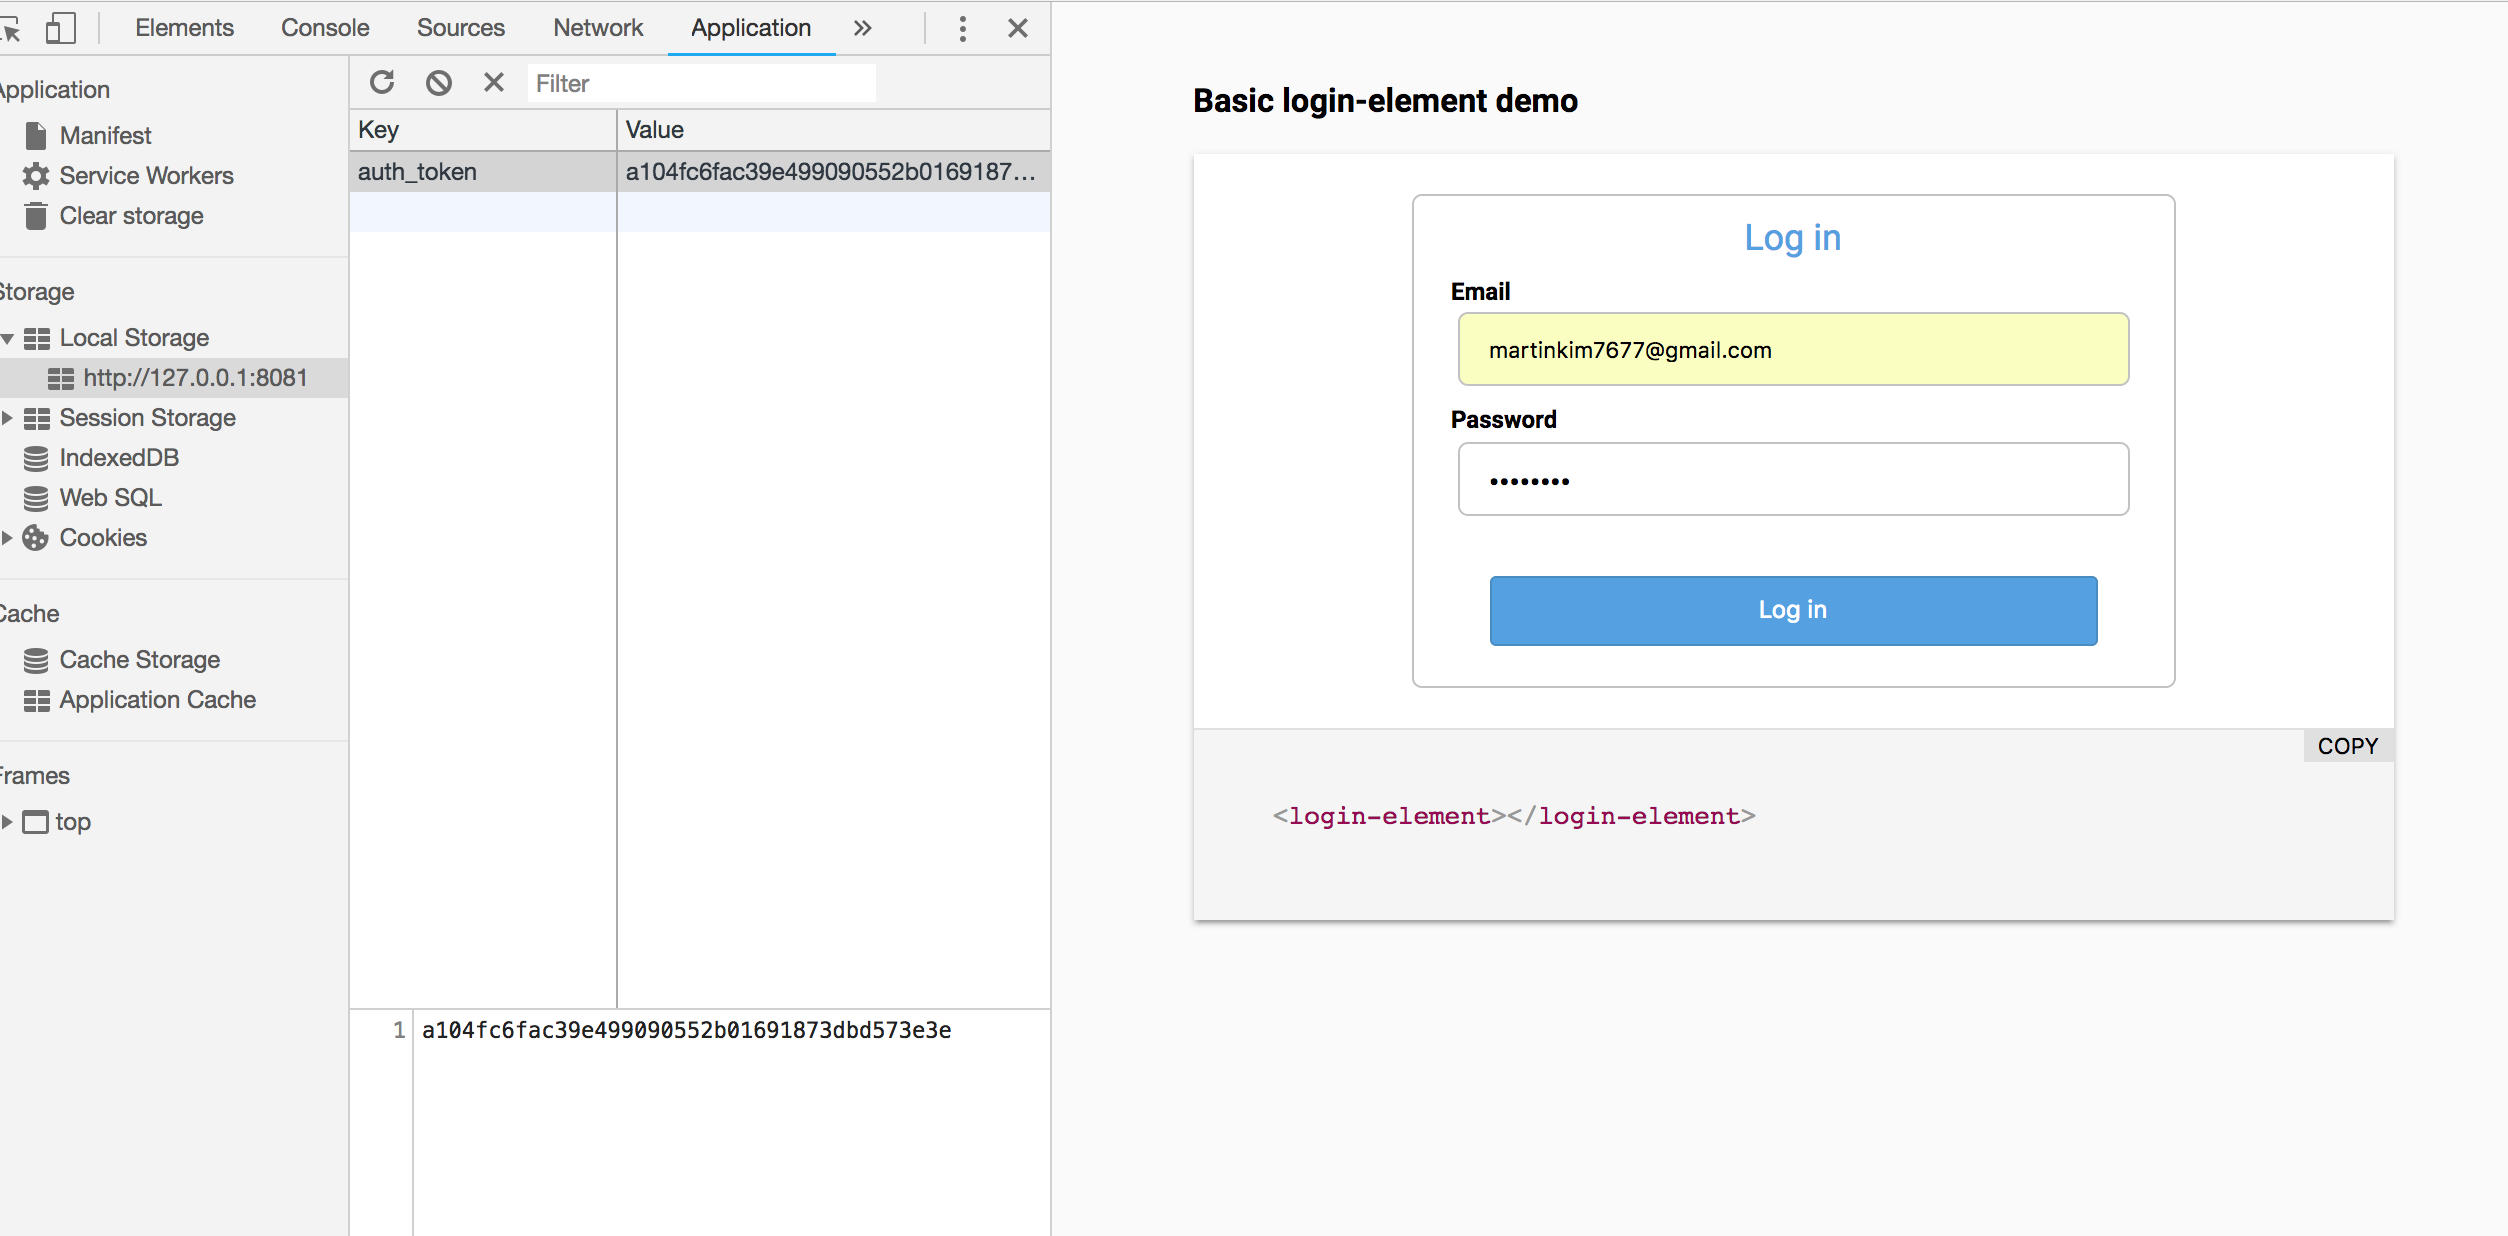 Elements Console Sources Network Application
Application
Manifest
Service Workers
Clear storage
Storage
Local Storage
http://127.0.0.1:8081
Session Storage
IndexedDB
Web SQL
Cookies
Cache
Cache Storage
Application Cache
Frames
top
Filter
Key Value
auth_token a104fc6fac39e499090552b0169187...
1 a104fc6fac39e499090552b01691873dbd573e3e
Basic login-element demo
Log in
Email
martinkim7677@gmail.com
Password
••••••••
Log in
COPY
<login-element></login-element>